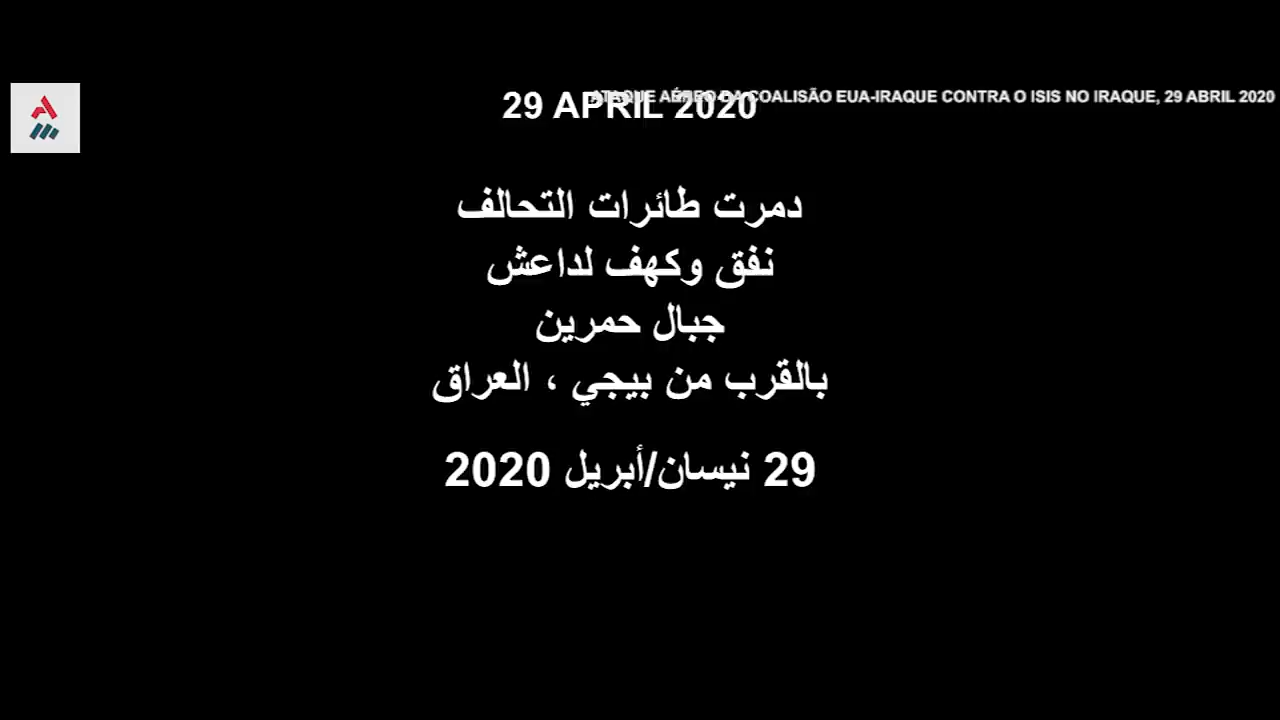 ATAQUE AÉREO DA COALISÃO EUA-IRAQUE CONTRA O ISIS NO IRAQUE, 29 ABRIL 2020
29 APRIL 2020
دمرت طائرات التحالف
نفق وكهف لداعش
جبال حمرين
بالقرب من بيجي ، العراق
29 نيسان/أبريل 2020